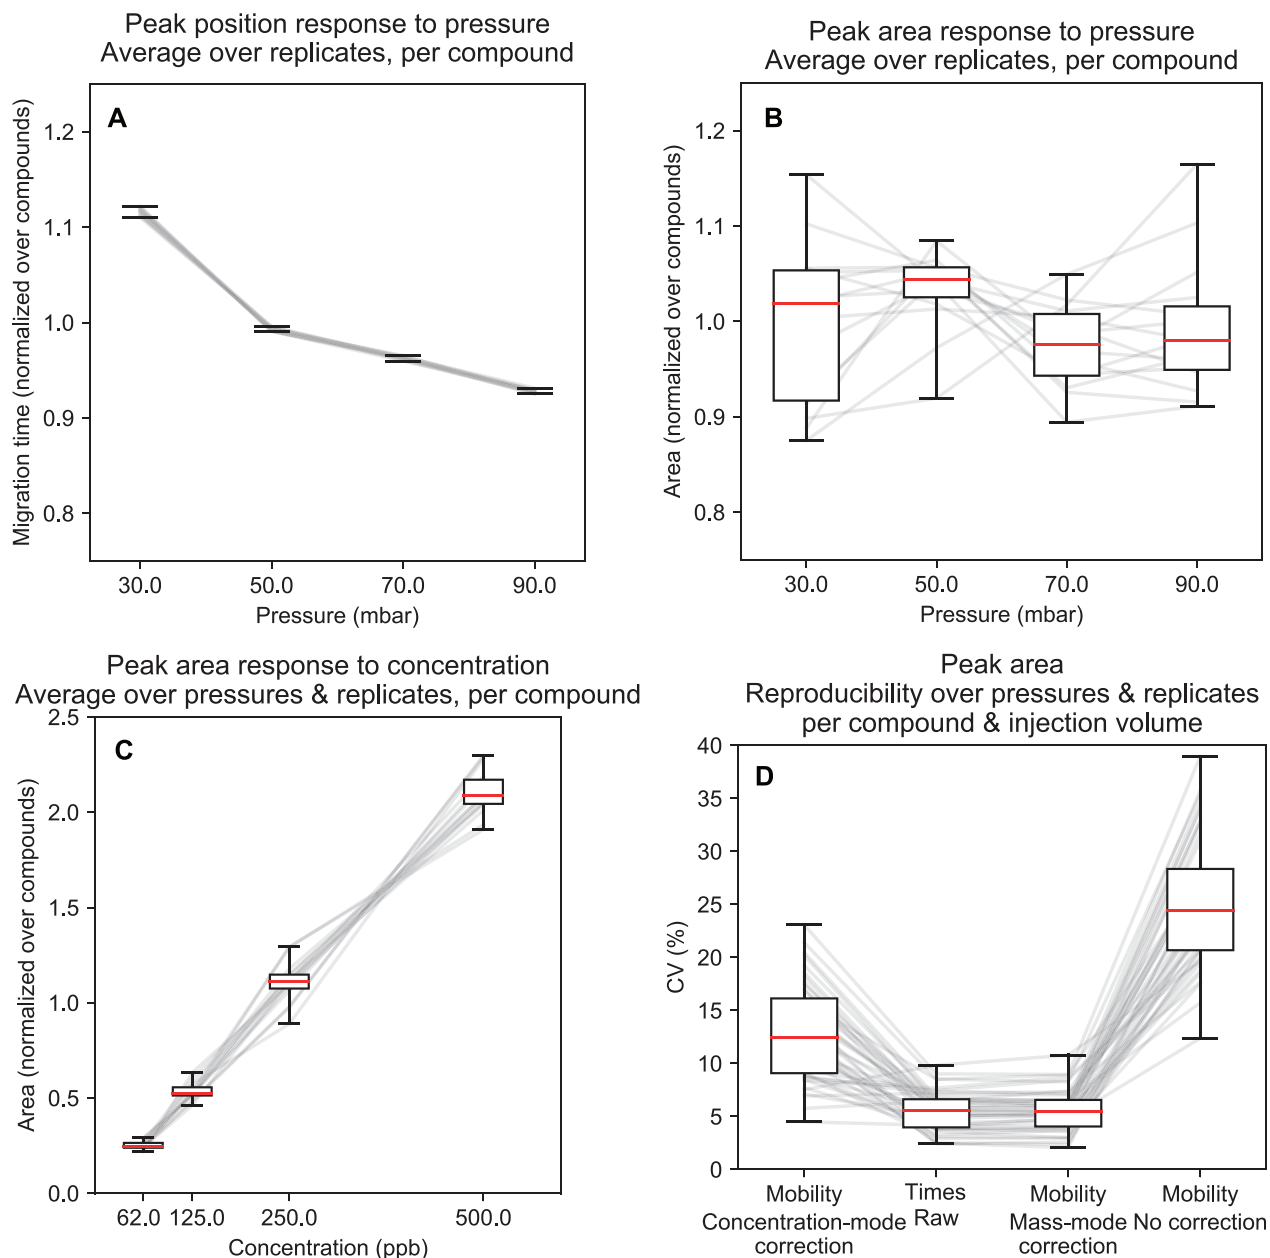 Peak position response to pressure
Average over replicates, per compound
A
Migration time (normalized over compounds)
1.2
1.1
1.0
0.9
0.8
30.0 50.0 70.0 90.0
Pressure (mbar)
Peak area response to pressure
Average over replicates, per compound
B
Area (normalized over compounds)
1.2
1.1
1.0
0.9
0.8
30.0 50.0 70.0 90.0
Pressure (mbar)
Peak area response to concentration
Average over pressures & replicates, per compound
C
Area (normalized over compounds)
2.5
2.0
1.5
1.0
0.5
0.0
62.0 125.0 250.0 500.0
Concentration (ppb)
Peak area
Reproducibility over pressures & replicates
per compound & injection volume
D
CV (%)
40
35
30
25
20
15
10
5
0
Mobility
Concentration-mode
correction
Times
Raw
Mobility
Mass-mode
correction
Mobility
No correction